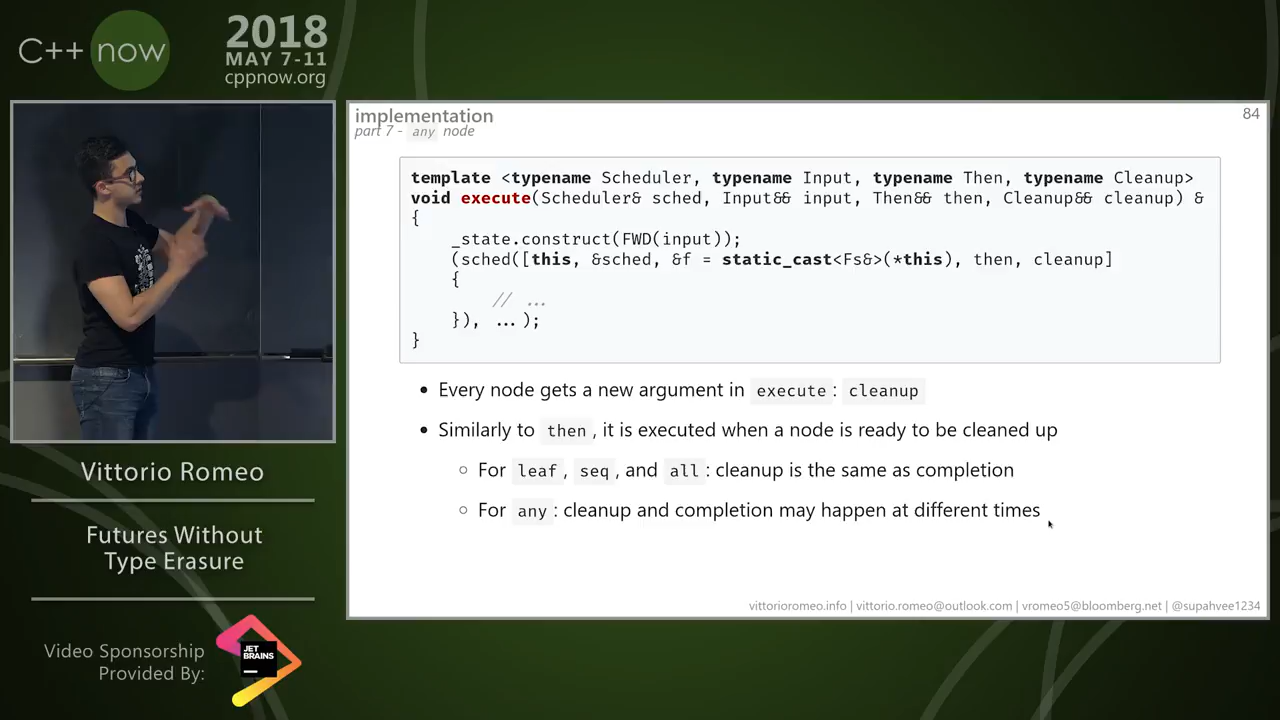 C++ now
2018
MAY 7-11
cppnow.org
implementation
84
part 7 - any node
template <typename Scheduler, typename Input, typename Then, typename Cleanup>
void execute(Scheduler& sched, Input&& input, Then&& then, Cleanup&& cleanup) &
{
    _state.construct(FWD(input));
    (sched([this, &sched, &f = static_cast<Fs&>(*this), then, cleanup]
    {
        // ...
    }), ...);
}
• Every node gets a new argument in execute: cleanup
• Similarly to then, it is executed when a node is ready to be cleaned up
○ For leaf, seq, and all: cleanup is the same as completion
○ For any: cleanup and completion may happen at different times
vittorioromeo.info | vittorio.romeo@outlook.com | vromeo5@bloomberg.net | @supahvee1234
Vittorio Romeo
Futures Without
Type Erasure
Video Sponsorship
Provided By:
JET
BRAINS